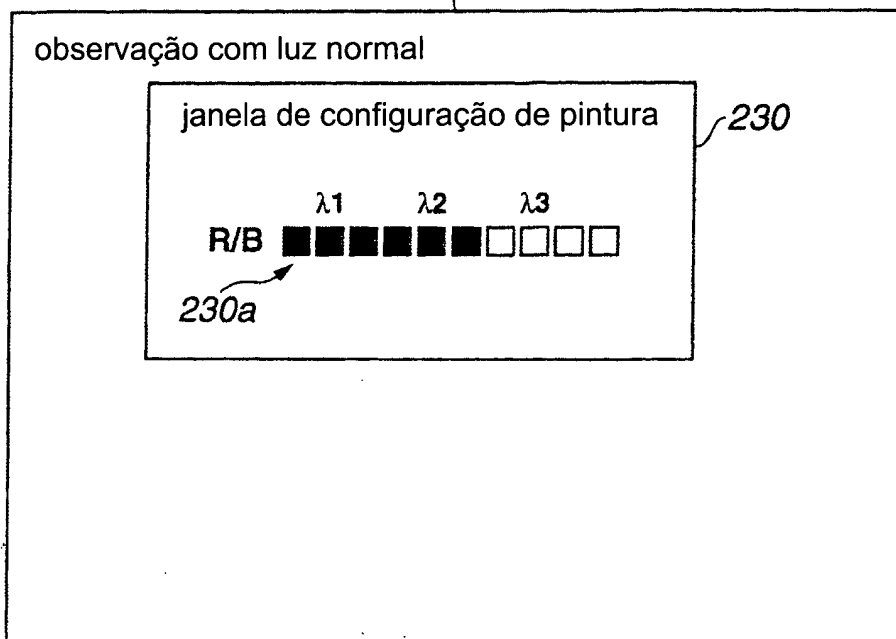 observação com luz normal
janela de configuração de pintura
230
λ1 λ2 λ3
R/B
230a